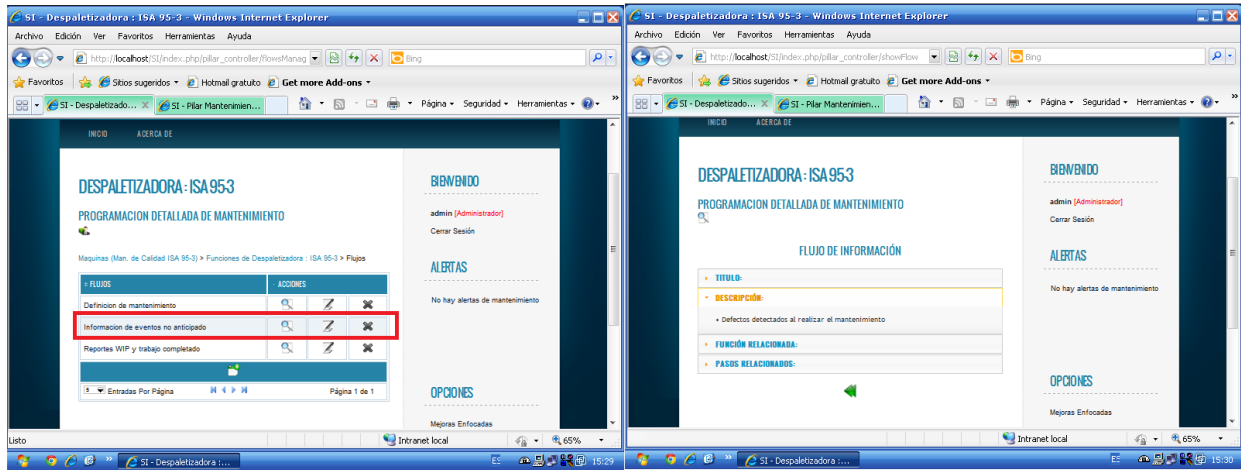 SI - Despaletizadora : ISA 95-3 - Windows Internet Explorer
Archivo Edición Ver Favoritos Herramientas Ayuda
http://localhost/SI/index.php/pillar_controller/flowsManag
Bing
Favoritos Sitios sugeridos Hotmail gratuito Get more Add-ons
SI - Despaletizado... SI - Pilar Mantenimien... Página Seguridad Herramientas
INICIO ACERCA DE
DESPALETIZADORA : ISA 95-3
PROGRAMACION DETALLADA DE MANTENIMIENTO
Maquinas (Man. de Calidad ISA 95-3) > Funciones de Despaletizadora : ISA 95-3 > Flujos
FLUJOS ACCIONES
Definicion de mantenimiento
Informacion de eventos no anticipado
Reportes WIP y trabajo completado
5 Entradas Por Página Página 1 de 1
BIENVENIDO
admin [Administrador]
Cerrar Sesión
ALERTAS
No hay alertas de mantenimiento
OPCIONES
Mejoras Enfocadas
Listo Intranet local 65%
SI - Despaletizadora :... ES 15:29
SI - Despaletizadora : ISA 95-3 - Windows Internet Explorer
Archivo Edición Ver Favoritos Herramientas Ayuda
http://localhost/SI/index.php/pillar_controller/showFlow
Bing
Favoritos Sitios sugeridos Hotmail gratuito Get more Add-ons
SI - Despaletizado... SI - Pilar Mantenimien... Página Seguridad Herramientas
INICIO ACERCA DE
DESPALETIZADORA : ISA 95-3
PROGRAMACION DETALLADA DE MANTENIMIENTO
FLUJO DE INFORMACIÓN
TITULO:
DESCRIPCIÓN:
• Defectos detectados al realizar el mantenimiento
FUNCIÓN RELACIONADA:
PASOS RELACIONADOS:
BIENVENIDO
admin [Administrador]
Cerrar Sesión
ALERTAS
No hay alertas de mantenimiento
OPCIONES
Mejoras Enfocadas
Intranet local 65%
SI - Despaletizadora :... ES 15:30